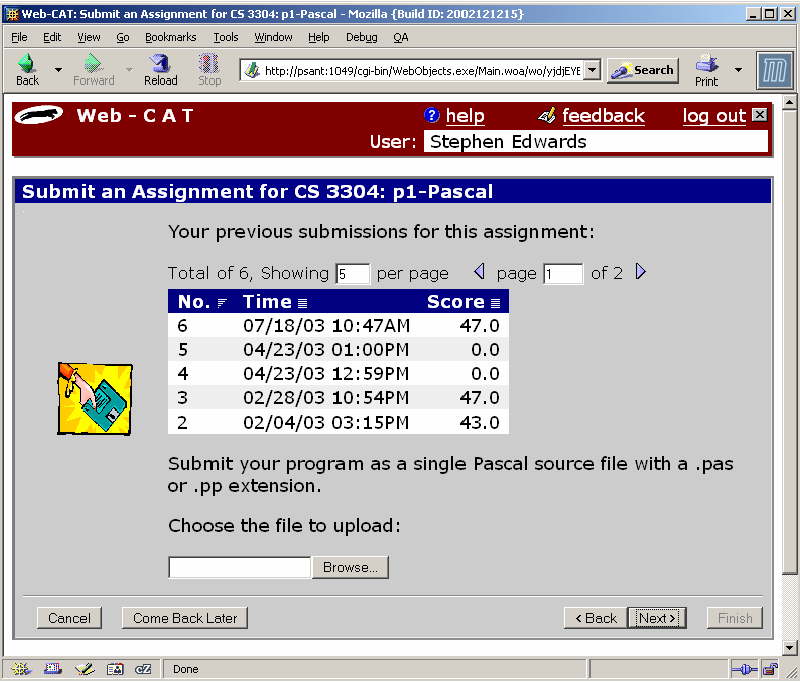 Web-CAT: Submit an Assignment for CS 3304: p1-Pascal - Mozilla {Build ID: 2002121215}
File Edit View Go Bookmarks Tools Window Help Debug QA
Back Forward Reload Stop http://psant:1049/cgi-bin/WebObjects.exe/Main.woa/wo/yjdjEYE Search Print
Web - C A T ? help feedback log out
User: Stephen Edwards
Submit an Assignment for CS 3304: p1-Pascal
Your previous submissions for this assignment:
Total of 6, Showing 5 per page page 1 of 2
No. Time Score
6 07/18/03 10:47AM 47.0
5 04/23/03 01:00PM 0.0
4 04/23/03 12:59PM 0.0
3 02/28/03 10:54PM 47.0
2 02/04/03 03:15PM 43.0
Submit your program as a single Pascal source file with a .pas
or .pp extension.
Choose the file to upload:
Browse...
Cancel Come Back Later < Back Next > Finish
cZ Done